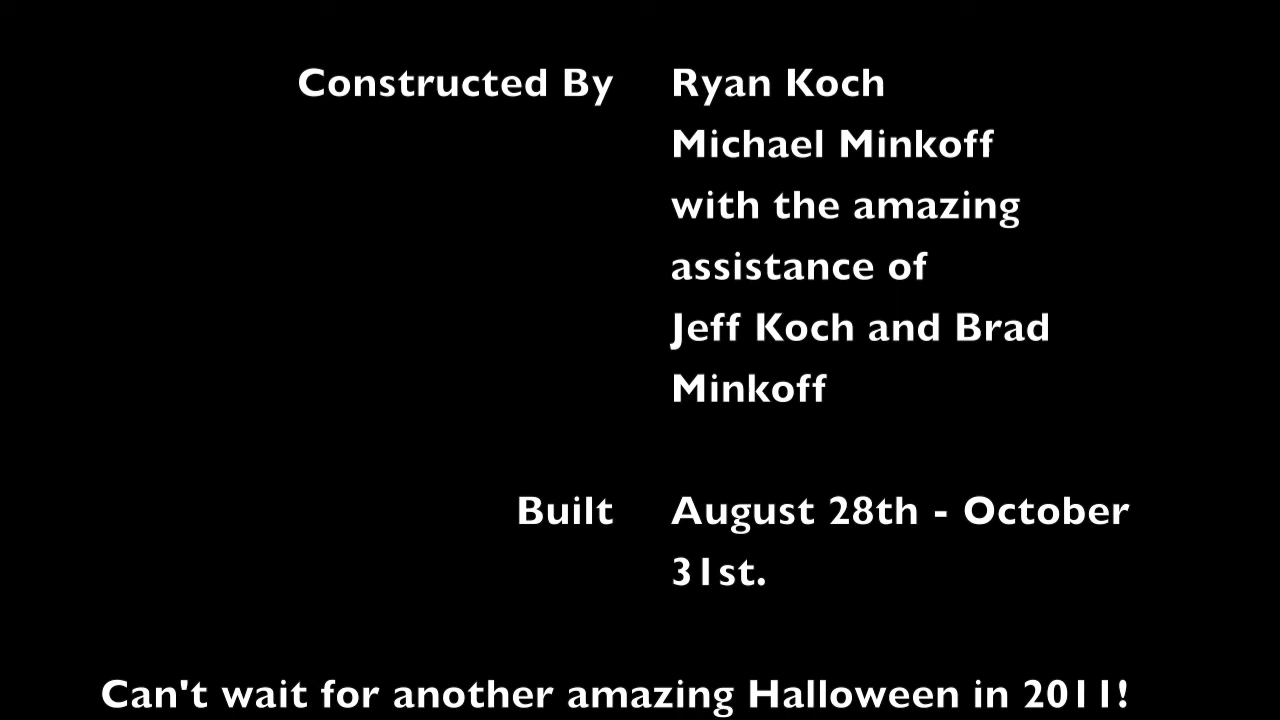 Constructed By Ryan Koch
Michael Minkoff
with the amazing
assistance of
Jeff Koch and Brad
Minkoff
Built August 28th - October
31st.
Can't wait for another amazing Halloween in 2011!